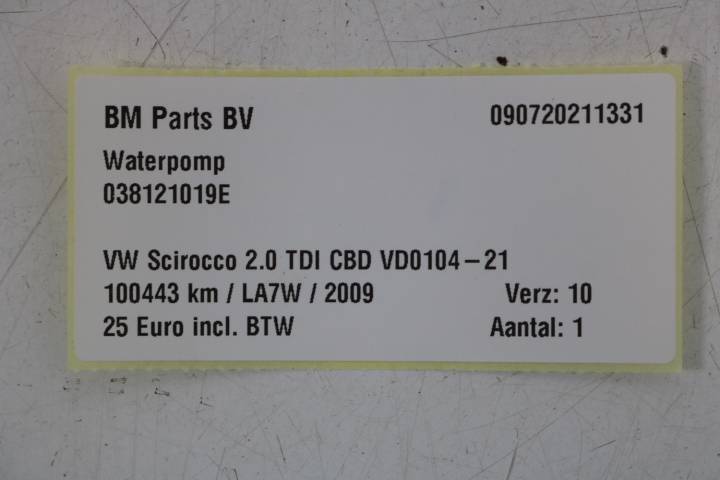 BM Parts BV 090720211331
Waterpomp
038121019E
VW Scirocco 2.0 TDI CBD VD0104-21
100443 km / LA7W / 2009 Verz: 10
25 Euro incl. BTW Aantal: 1